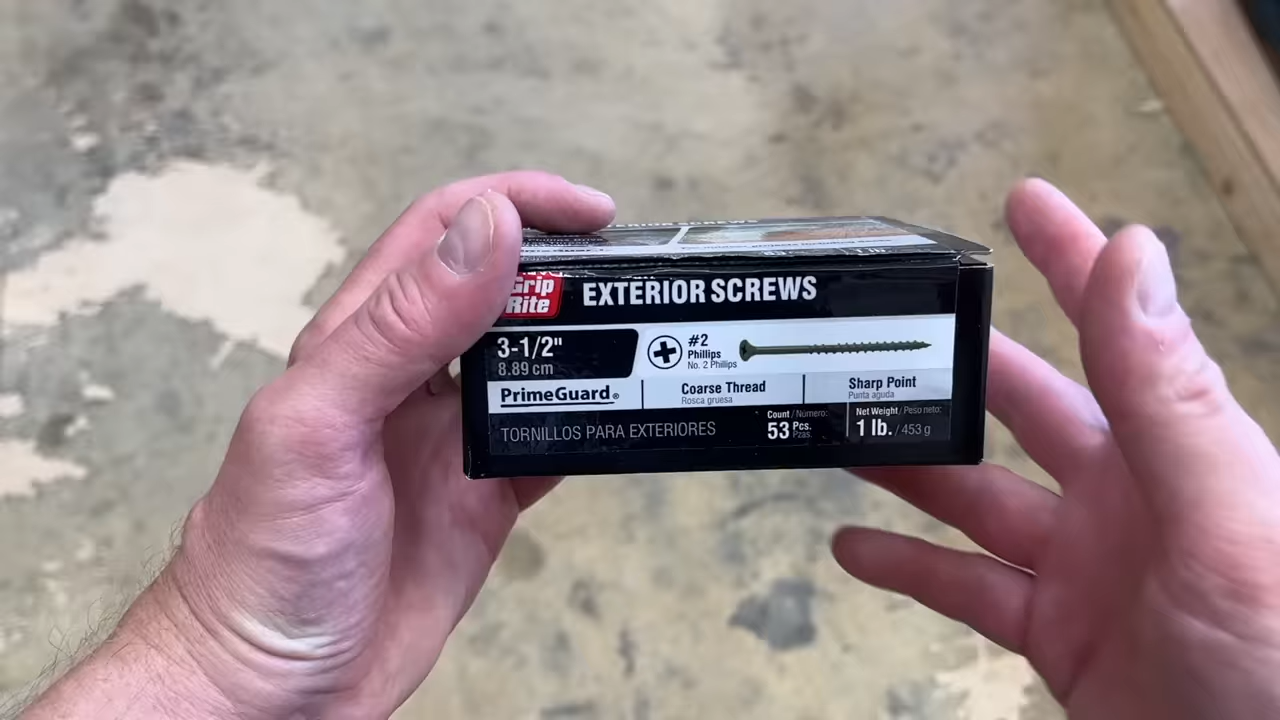 EXTERIOR SCREWS
Grip
Rite
EXTERIOR SCREWS
3-1/2"
8.89 cm
#2
Phillips
No. 2 Phillips
PrimeGuard®
Coarse Thread
Rosca gruesa
Sharp Point
Punta aguda
TORNILLOS PARA EXTERIORES
Count / Número:
53 Pcs.
Pzas.
Net Weight / Peso neto:
1 lb. / 453 g